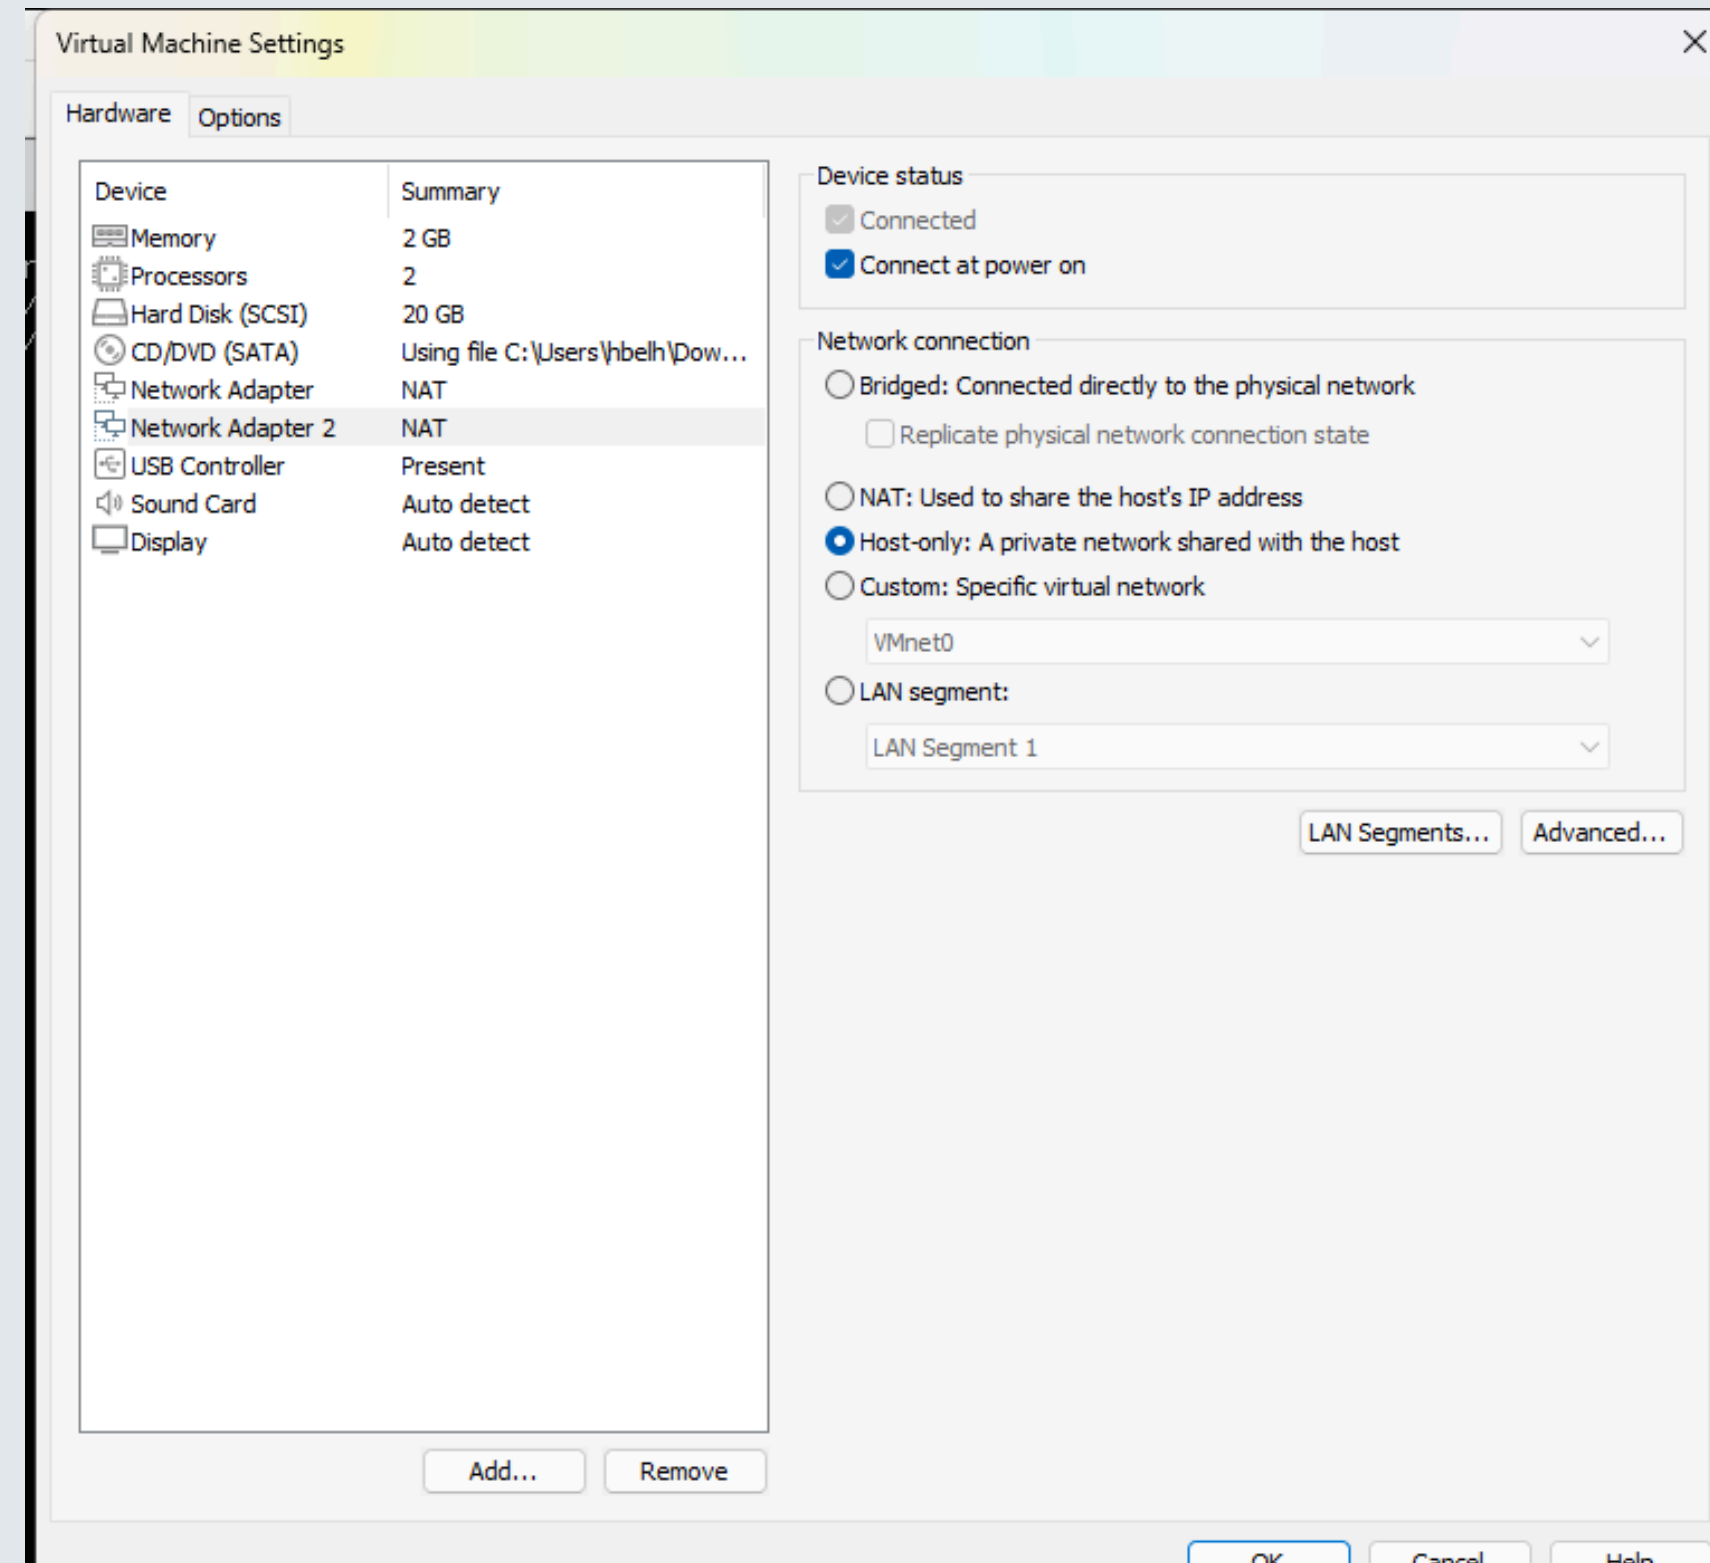 Virtual Machine Settings
Hardware
Options
Device Summary
Memory 2 GB
Processors 2
Hard Disk (SCSI) 20 GB
CD/DVD (SATA) Using file C:\Users\hbelh\Dow...
Network Adapter NAT
Network Adapter 2 NAT
USB Controller Present
Sound Card Auto detect
Display Auto detect
Add...
Remove
Device status
Connected
Connect at power on
Network connection
Bridged: Connected directly to the physical network
Replicate physical network connection state
NAT: Used to share the host's IP address
Host-only: A private network shared with the host
Custom: Specific virtual network
VMnet0
LAN segment:
LAN Segment 1
LAN Segments...
Advanced...
OK
Cancel
Help